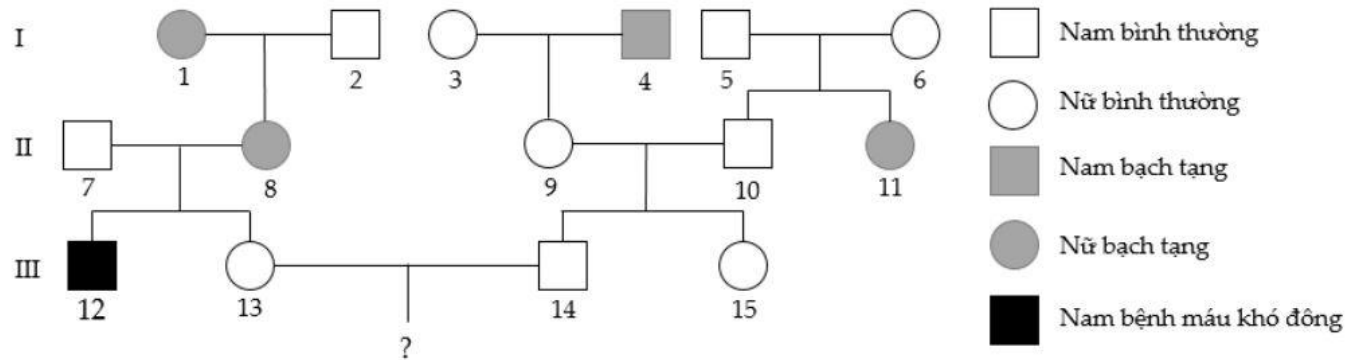 I
1
2
3
4
5
6
Nam bình thường
Nữ bình thường
II
7
8
9
10
11
Nam bạch tạng
III
12
13
14
15
Nữ bạch tạng
?
Nam bệnh máu khó đông